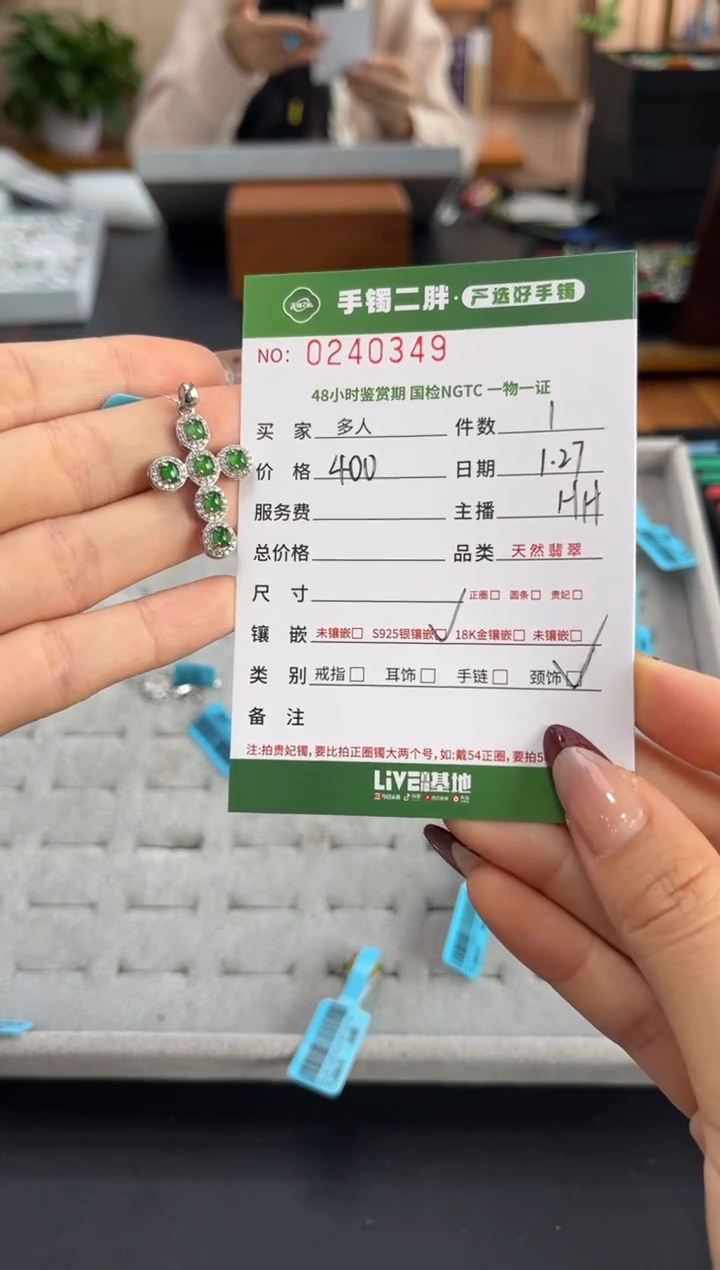 手镯二胖·严选好手镯
NO: 0240349
48小时鉴赏期 国检NGTC 一物一证
买 家 多人 件数 1
价 格 400 日期 1.27
服务费 主播 HH
总价格 品类 天然翡翠
尺 寸 正圈□ 圆条□ 贵妃□
镶 嵌 未镶嵌□ S925银镶嵌☑ 18K金镶嵌□ 未镶嵌□
类 别 戒指□ 耳饰□ 手链□ 颈饰☑
备 注
注:拍贵妃镯,要比拍正圈镯大两个号,如:戴54正圈,要拍5
LiVE 基地